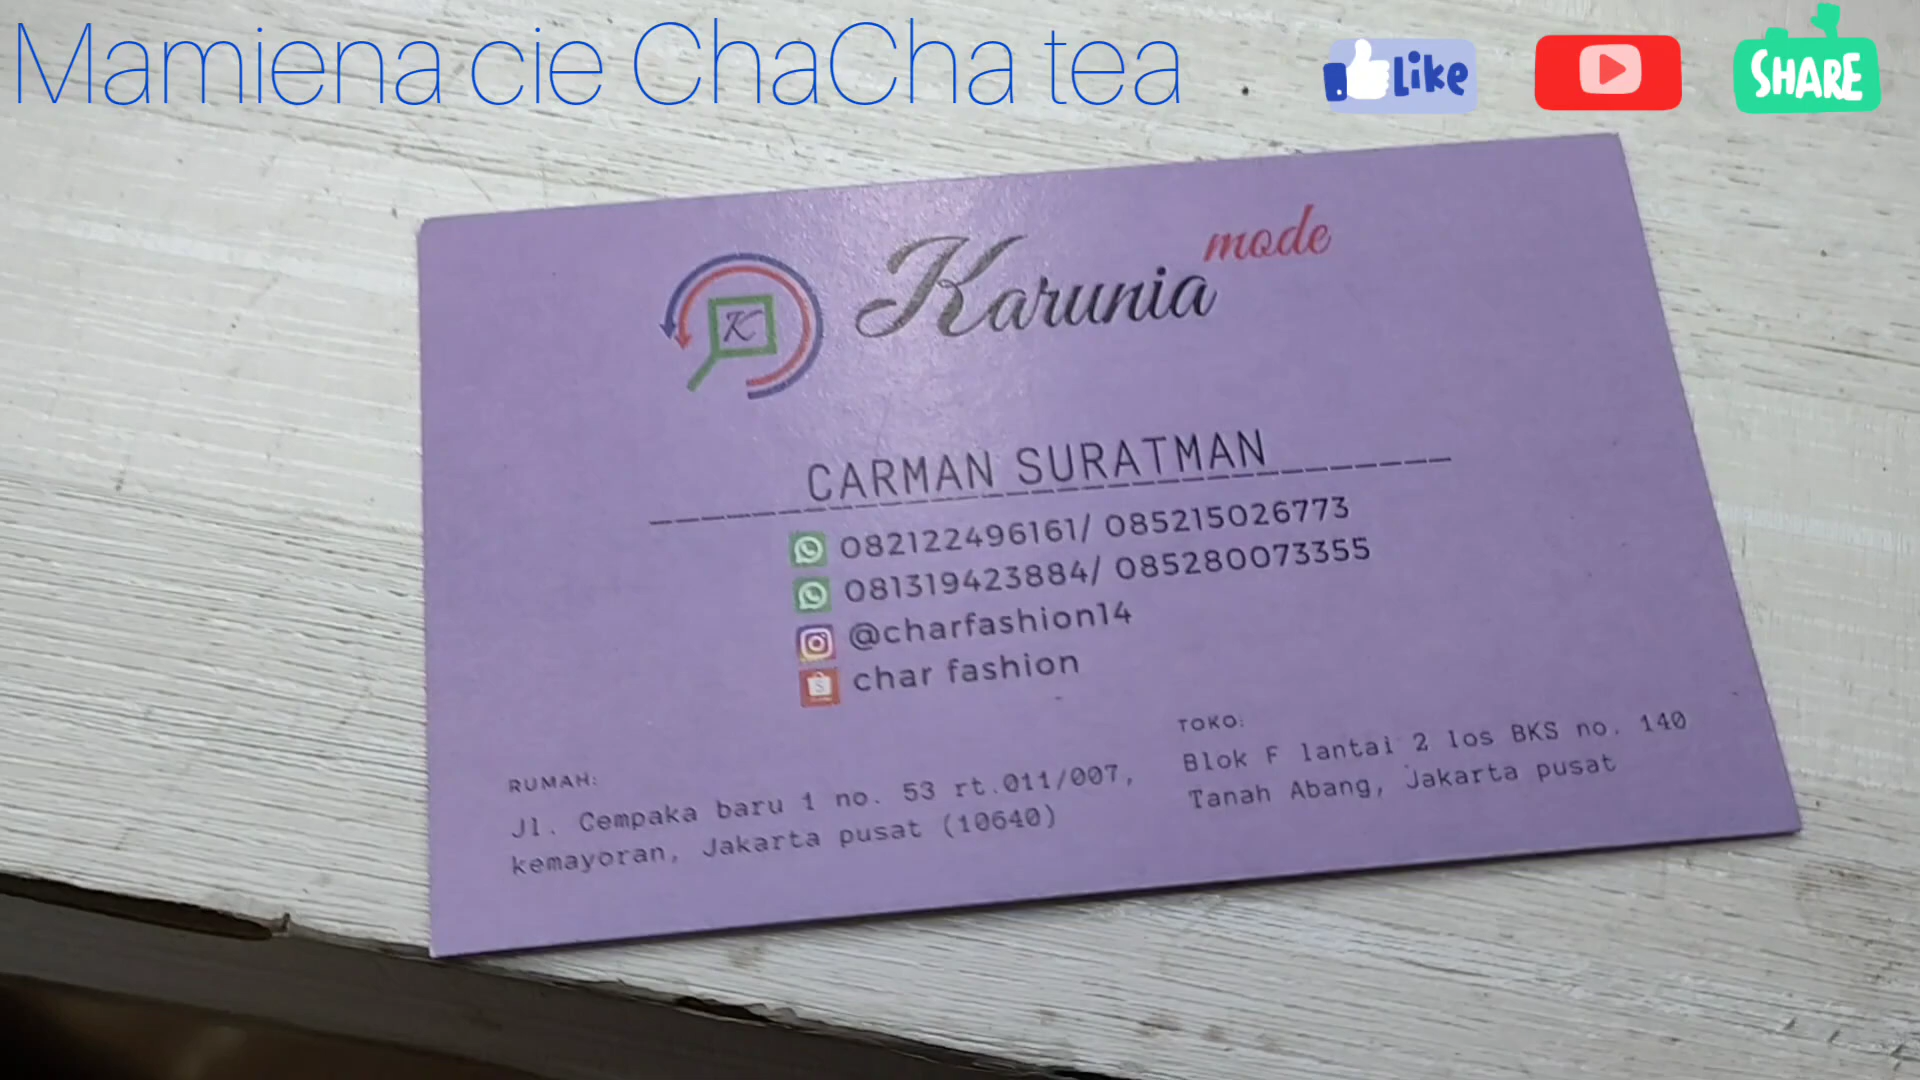 Mamiena cie ChaCha tea
Like
SHARE
K
Karunia mode
CARMAN SURATMAN
082122496161/ 085215026773
081319423884/ 085280073355
@charfashion14
char fashion
RUMAH:
Jl. Cempaka baru 1 no. 53 rt.011/007,
kemayoran, Jakarta pusat (10640)
TOKO:
Blok F lantai 2 los BKS no. 140
Tanah Abang, Jakarta pusat